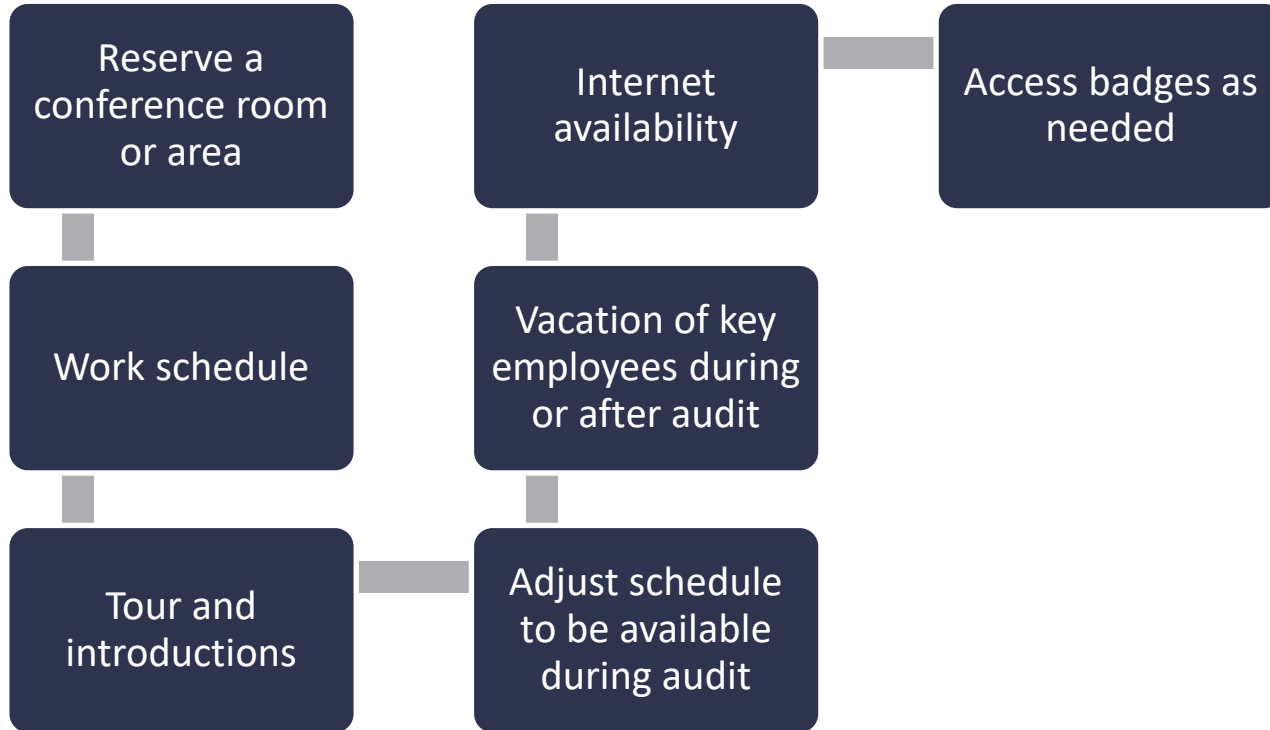 Reserve a
conference room
or area
Work schedule
Tour and
introductions
Adjust schedule
to be available
during audit
Vacation of key
employees during
or after audit
Internet
availability
Access badges as
needed